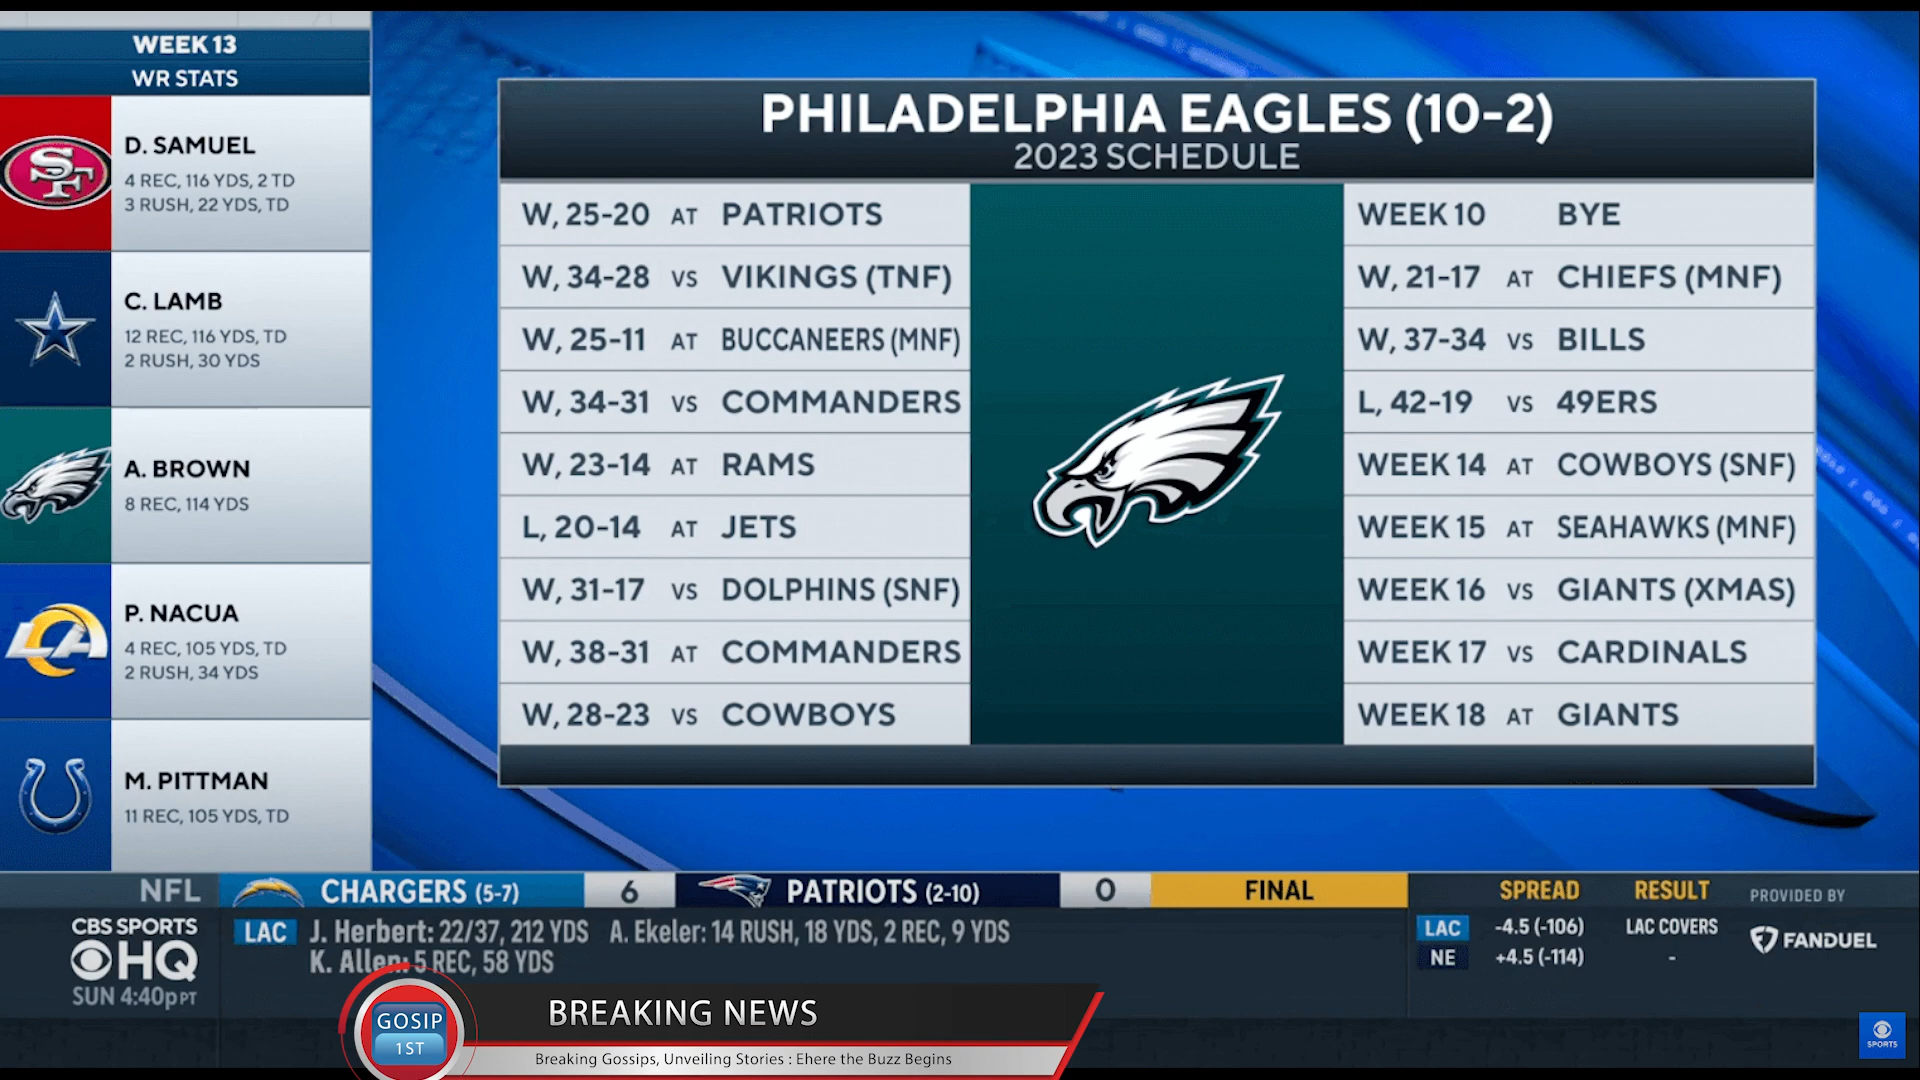 WEEK 13
WR STATS
D. SAMUEL
4 REC, 116 YDS, 2 TD
3 RUSH, 22 YDS, TD
C. LAMB
12 REC, 116 YDS, TD
2 RUSH, 30 YDS
A. BROWN
8 REC, 114 YDS
P. NACUA
4 REC, 105 YDS, TD
2 RUSH, 34 YDS
M. PITTMAN
11 REC, 105 YDS, TD
PHILADELPHIA EAGLES (10-2)
2023 SCHEDULE
W, 25-20 AT PATRIOTS
W, 34-28 VS VIKINGS (TNF)
W, 25-11 AT BUCCANEERS (MNF)
W, 34-31 VS COMMANDERS
W, 23-14 AT RAMS
L, 20-14 AT JETS
W, 31-17 VS DOLPHINS (SNF)
W, 38-31 AT COMMANDERS
W, 28-23 VS COWBOYS
WEEK 10 BYE
W, 21-17 AT CHIEFS (MNF)
W, 37-34 VS BILLS
L, 42-19 VS 49ERS
WEEK 14 AT COWBOYS (SNF)
WEEK 15 AT SEAHAWKS (MNF)
WEEK 16 VS GIANTS (XMAS)
WEEK 17 VS CARDINALS
WEEK 18 AT GIANTS
NFL CHARGERS (5-7) 6 PATRIOTS (2-10) 0 FINAL
LAC J. Herbert: 22/37, 212 YDS A. Ekeler: 14 RUSH, 18 YDS, 2 REC, 9 YDS
K. Allen: 5 REC, 58 YDS
SPREAD RESULT PROVIDED BY
LAC -4.5 (-106) LAC COVERS
NE +4.5 (-114) -
FANDUEL
CBS SPORTS
HQ
SUN 4:40p PT
GOSIP
1ST
BREAKING NEWS
Breaking Gossips, Unveiling Stories : Ehere the Buzz Begins
SPORTS
SF
LA